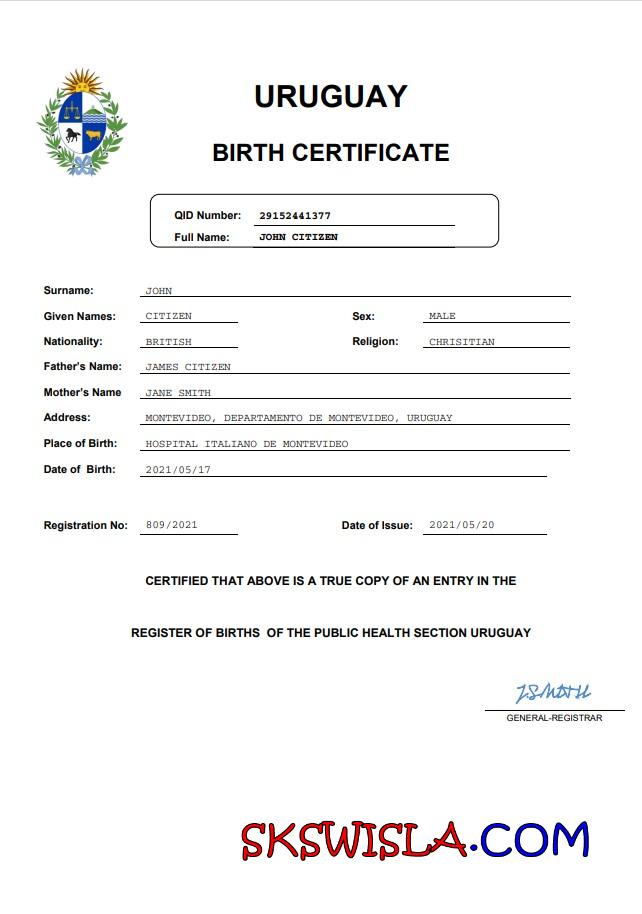 URUGUAY
BIRTH CERTIFICATE
QID Number: 29152441377
Full Name: JOHN CITIZEN
Surname: JOHN
Given Names: CITIZEN Sex: MALE
Nationality: BRITISH Religion: CHRISITIAN
Father's Name: JAMES CITIZEN
Mother's Name JANE SMITH
Address: MONTEVIDEO, DEPARTAMENTO DE MONTEVIDEO, URUGUAY
Place of Birth: HOSPITAL ITALIANO DE MONTEVIDEO
Date of Birth: 2021/05/17
Registration No: 809/2021 Date of Issue: 2021/05/20
CERTIFIED THAT ABOVE IS A TRUE COPY OF AN ENTRY IN THE
REGISTER OF BIRTHS OF THE PUBLIC HEALTH SECTION URUGUAY
J.SMITH
GENERAL-REGISTRAR
SKSWISLA.COM